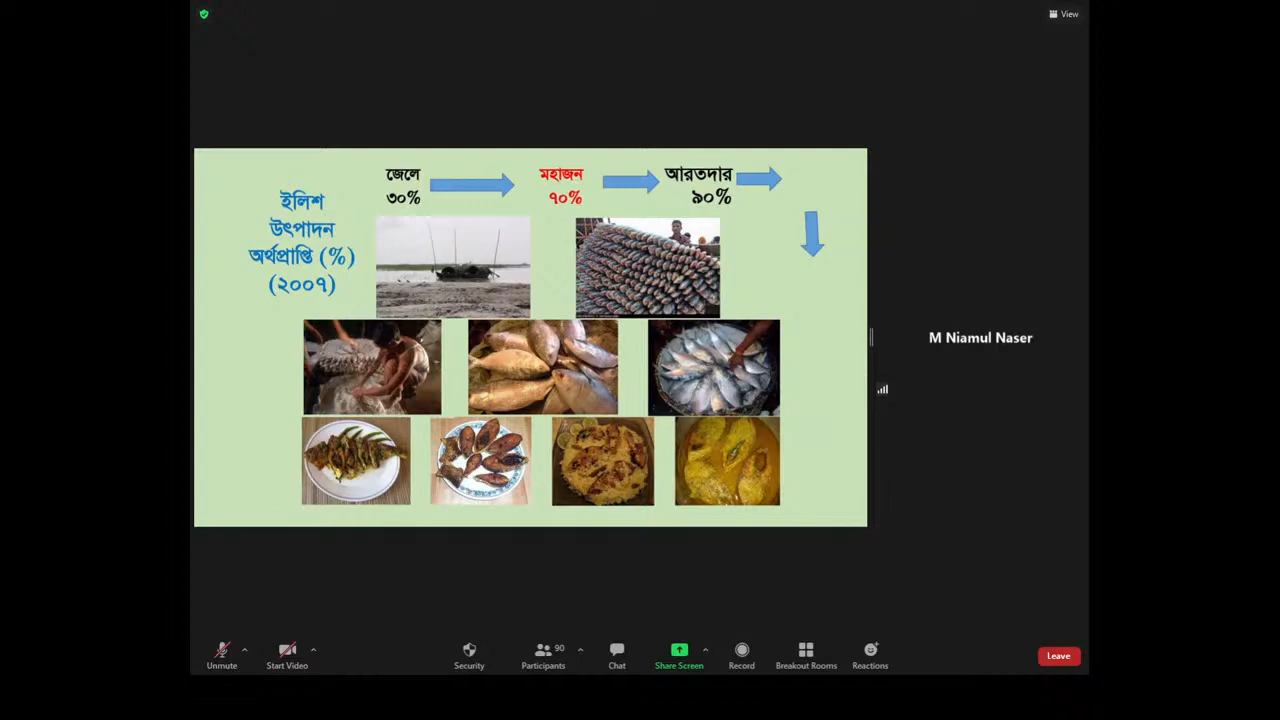 View
জেলে
৩০%
মহাজন
৭০%
আরতদার
৯০%
ইলিশ
উৎপাদন
অর্থপ্রাপ্তি (%)
(২০০৭)
M Niamul Naser
Unmute
Start Video
Security
90
Participants
Chat
Share Screen
Record
Breakout Rooms
Reactions
Leave